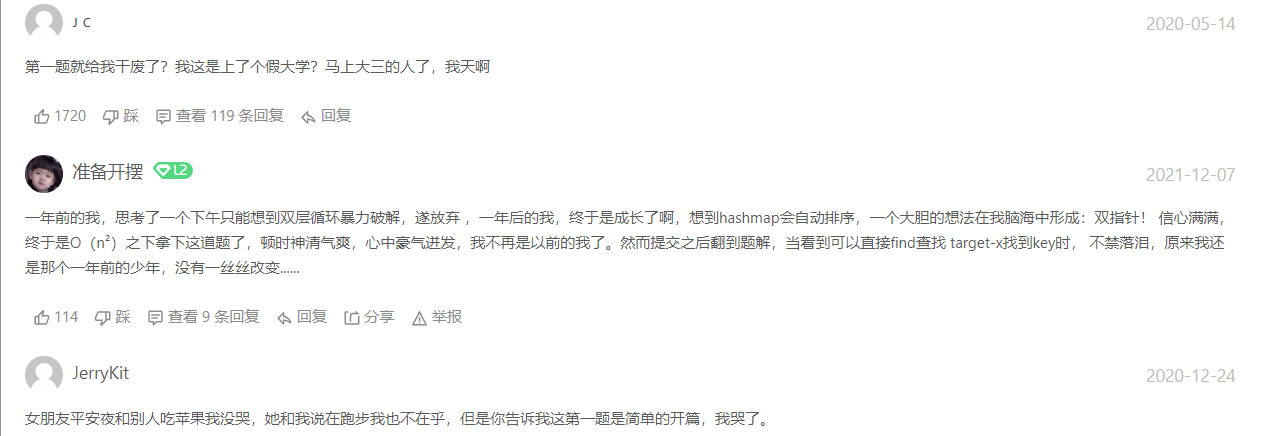 J C
2020-05-14
第一题就给我干废了？我这是上了个假大学？马上大三的人了，我天啊
1720 踩 查看 119 条回复 回复
准备开摆 L2
2021-12-07
一年前的我，思考了一个下午只能想到双层循环暴力破解，遂放弃 ，一年后的我，终于是成长了啊，想到hashmap会自动排序，一个大胆的想法在我脑海中形成：双指针！ 信心满满，
终于是O（n²）之下拿下这道题了，顿时神清气爽，心中豪气迸发，我不再是以前的我了。然而提交之后翻到题解，当看到可以直接find查找 target-x找到key时， 不禁落泪，原来我还
是那个一年前的少年，没有一丝丝改变......
114 踩 查看 9 条回复 回复 分享 举报
JerryKit
2020-12-24
女朋友平安夜和别人吃苹果我没哭，她和我说在跑步我也不在乎，但是你告诉我这第一题是简单的开篇，我哭了。